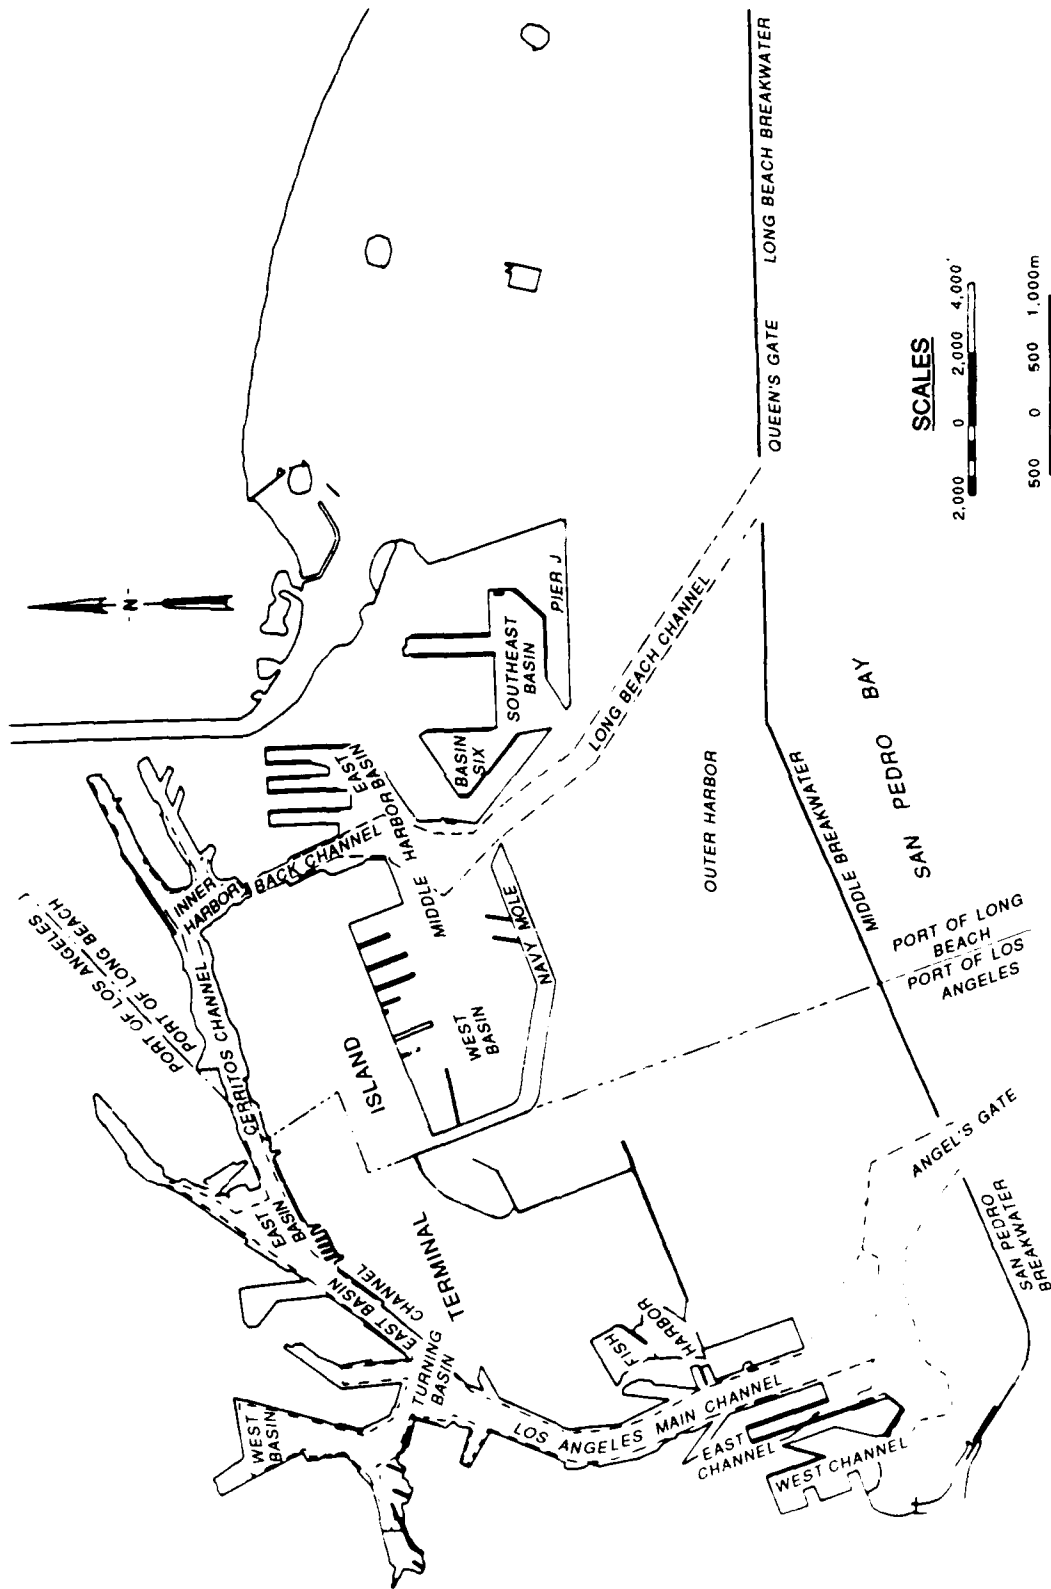 N
PORT OF LOS ANGELES
PORT OF LONG BEACH
INNER
HARBOR
CERRITOS CHANNEL
BACK CHANNEL
EAST
BASIN
MIDDLE HARBOR
EAST
BASIN
EAST BASIN
CHANNEL
WEST
BASIN
TURNING
BASIN
TERMINAL
ISLAND
WEST
BASIN
NAVY MOLE
BASIN
SIX
SOUTHEAST
BASIN
PIER J
LONG BEACH CHANNEL
FISH
HARBOR
LOS ANGELES MAIN CHANNEL
EAST
CHANNEL
WEST CHANNEL
OUTER HARBOR
SAN PEDRO
BREAKWATER
ANGEL'S GATE
MIDDLE BREAKWATER
QUEEN'S GATE
LONG BEACH BREAKWATER
PORT OF LONG
BEACH
PORT OF LOS
ANGELES
SAN PEDRO BAY
SCALES
2,000 0 2,000 4,000'
500 0 500 1,000m